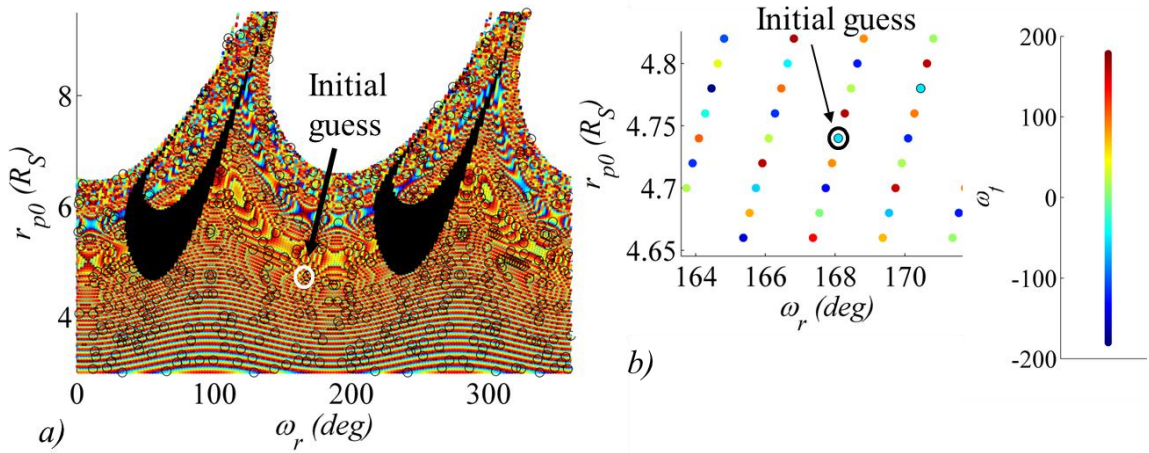 8
6
4
r_p0 (R_S)
Initial
guess
0 100 200 300
ω_r (deg)
a)
Initial guess
4.8
4.74
4.7
4.65
r_p0 (R_S)
164 166 168 170
ω_r (deg)
b)
200
100
0
-100
-200
ω_f